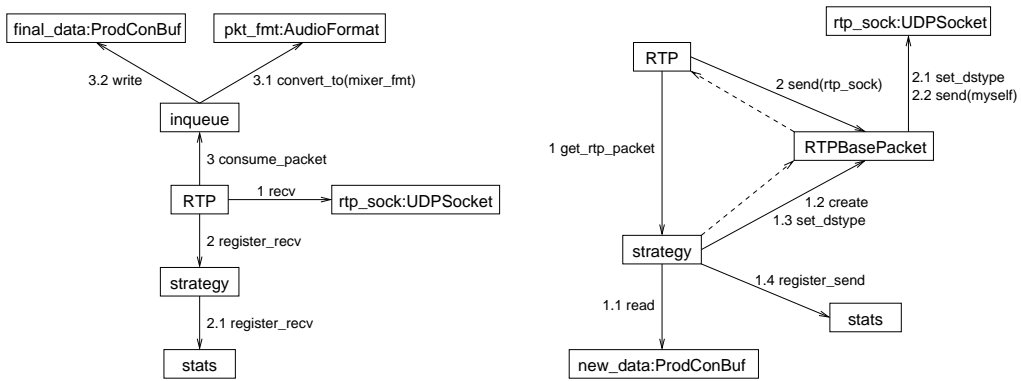 final_data:ProdConBuf
pkt_fmt:AudioFormat
3.2 write
3.1 convert_to(mixer_fmt)
inqueue
3 consume_packet
RTP
1 recv
rtp_sock:UDPSocket
2 register_recv
strategy
2.1 register_recv
stats
rtp_sock:UDPSocket
RTP
2 send(rtp_sock)
2.1 set_dstype
2.2 send(myself)
1 get_rtp_packet
RTPBasePacket
1.2 create
1.3 set_dstype
strategy
1.4 register_send
1.1 read
stats
new_data:ProdConBuf